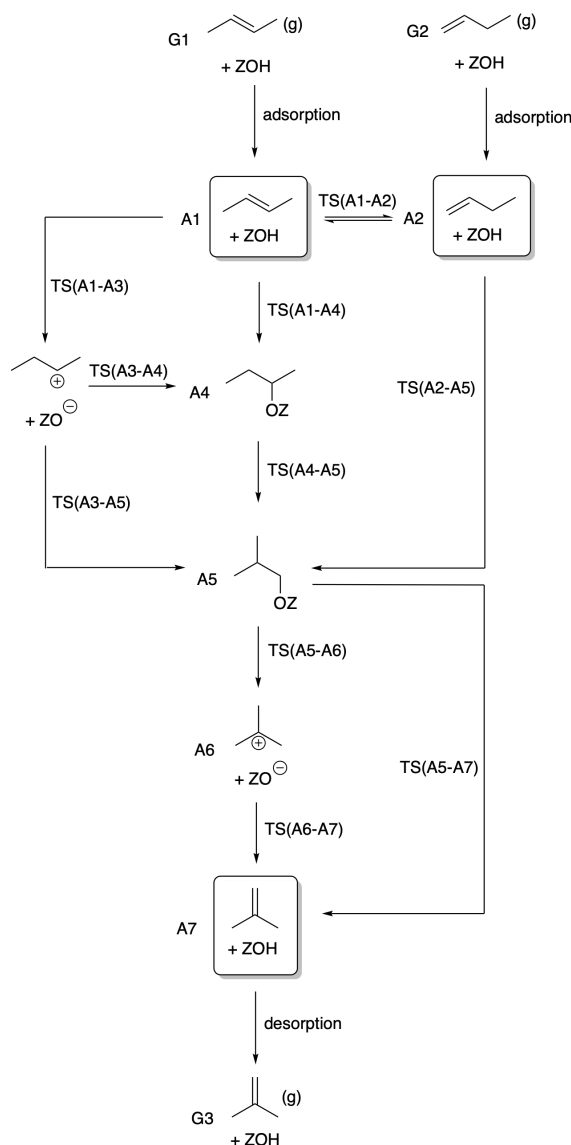 G1 (g)
+ ZOH
G2 (g)
+ ZOH
adsorption
adsorption
A1
+ ZOH
TS(A1-A2)
A2
+ ZOH
TS(A1-A3)
TS(A1-A4)
TS(A2-A5)
+
+ ZO −
TS(A3-A4)
A4
OZ
TS(A3-A5)
TS(A4-A5)
A5
OZ
TS(A5-A6)
A6
+
+ ZO −
TS(A5-A7)
TS(A6-A7)
A7
+ ZOH
desorption
G3 (g)
+ ZOH